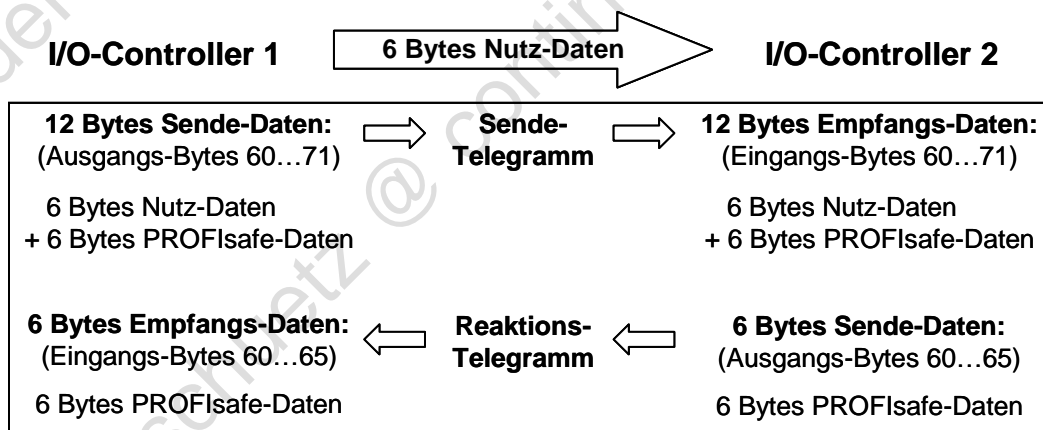 I/O-Controller 1
6 Bytes Nutz-Daten
I/O-Controller 2
12 Bytes Sende-Daten:
(Ausgangs-Bytes 60…71)
6 Bytes Nutz-Daten
+ 6 Bytes PROFIsafe-Daten
Sende-
Telegramm
12 Bytes Empfangs-Daten:
(Eingangs-Bytes 60…71)
6 Bytes Nutz-Daten
+ 6 Bytes PROFIsafe-Daten
6 Bytes Empfangs-Daten:
(Eingangs-Bytes 60…65)
6 Bytes PROFIsafe-Daten
Reaktions-
Telegramm
6 Bytes Sende-Daten:
(Ausgangs-Bytes 60…65)
6 Bytes PROFIsafe-Daten
schuetz @ contin